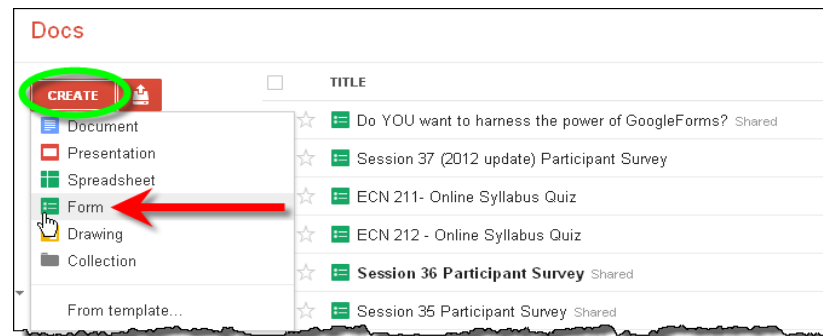 Docs
CREATE
TITLE
Document
Presentation
Spreadsheet
Form
Drawing
Collection
From template...
Do YOU want to harness the power of GoogleForms? Shared
Session 37 (2012 update) Participant Survey
ECN 211- Online Syllabus Quiz
ECN 212 - Online Syllabus Quiz
Session 36 Participant Survey Shared
Session 35 Participant Survey Shared